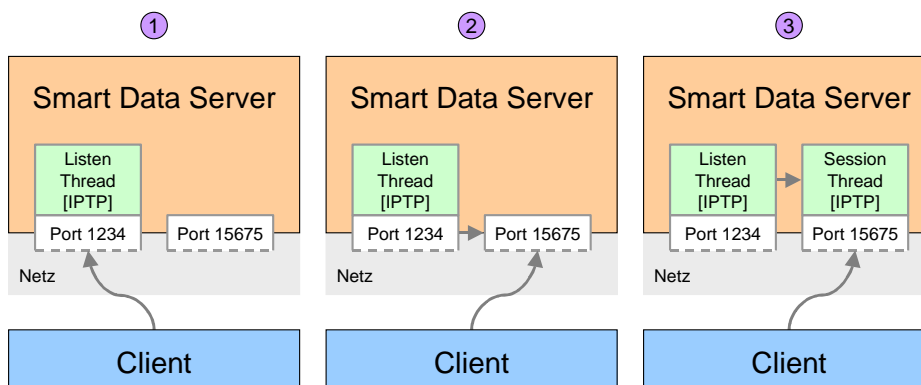 1
Smart Data Server
Listen
Thread
[IPTP]
Port 1234
Port 15675
Netz
Client
2
Smart Data Server
Listen
Thread
[IPTP]
Port 1234
Port 15675
Netz
Client
3
Smart Data Server
Listen
Thread
[IPTP]
Session
Thread
[IPTP]
Port 1234
Port 15675
Netz
Client